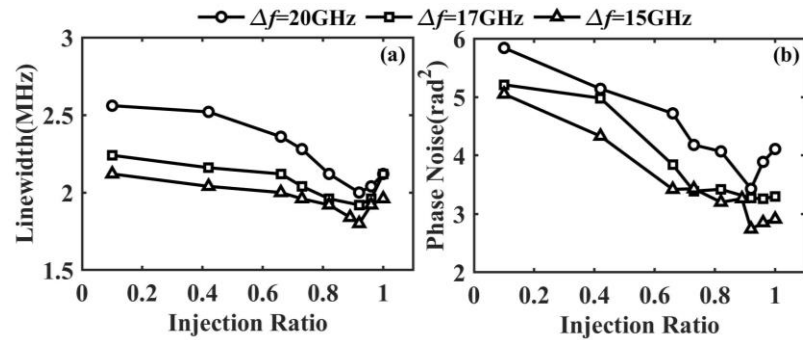 Δf=20GHz Δf=17GHz Δf=15GHz
(a)
Linewidth(MHz)
3
2.5
2
1.5
0 0.2 0.4 0.6 0.8 1
Injection Ratio
(b)
Phase Noise(rad²)
6
5
4
3
2
0 0.2 0.4 0.6 0.8 1
Injection Ratio